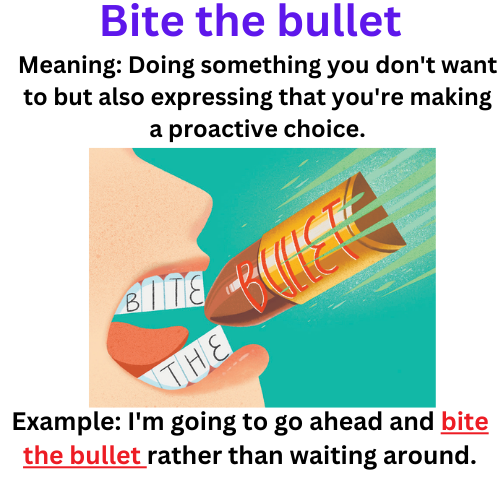 Bite the bullet
Meaning: Doing something you don't want
to but also expressing that you're making
a proactive choice.
BITE
BULLET
THE
Example: I'm going to go ahead and bite
the bullet rather than waiting around.